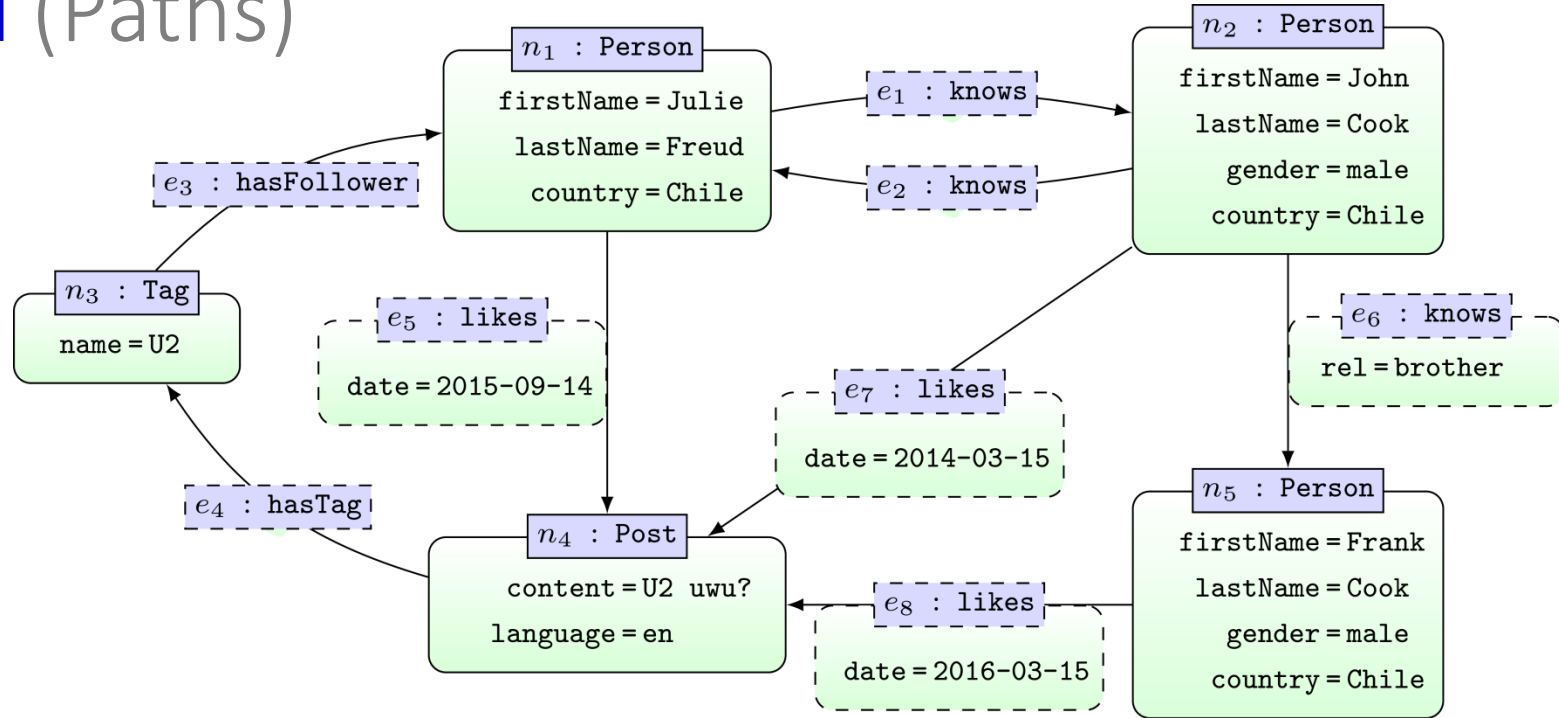 (Paths)
n₁ : Person
firstName = Julie
lastName = Freud
country = Chile
e₁ : knows
e₂ : knows
n₂ : Person
firstName = John
lastName = Cook
gender = male
country = Chile
e₃ : hasFollower
n₃ : Tag
name = U2
e₅ : likes
date = 2015-09-14
e₇ : likes
date = 2014-03-15
e₆ : knows
rel = brother
e₄ : hasTag
n₄ : Post
content = U2 uwu?
language = en
e₈ : likes
date = 2016-03-15
n₅ : Person
firstName = Frank
lastName = Cook
gender = male
country = Chile